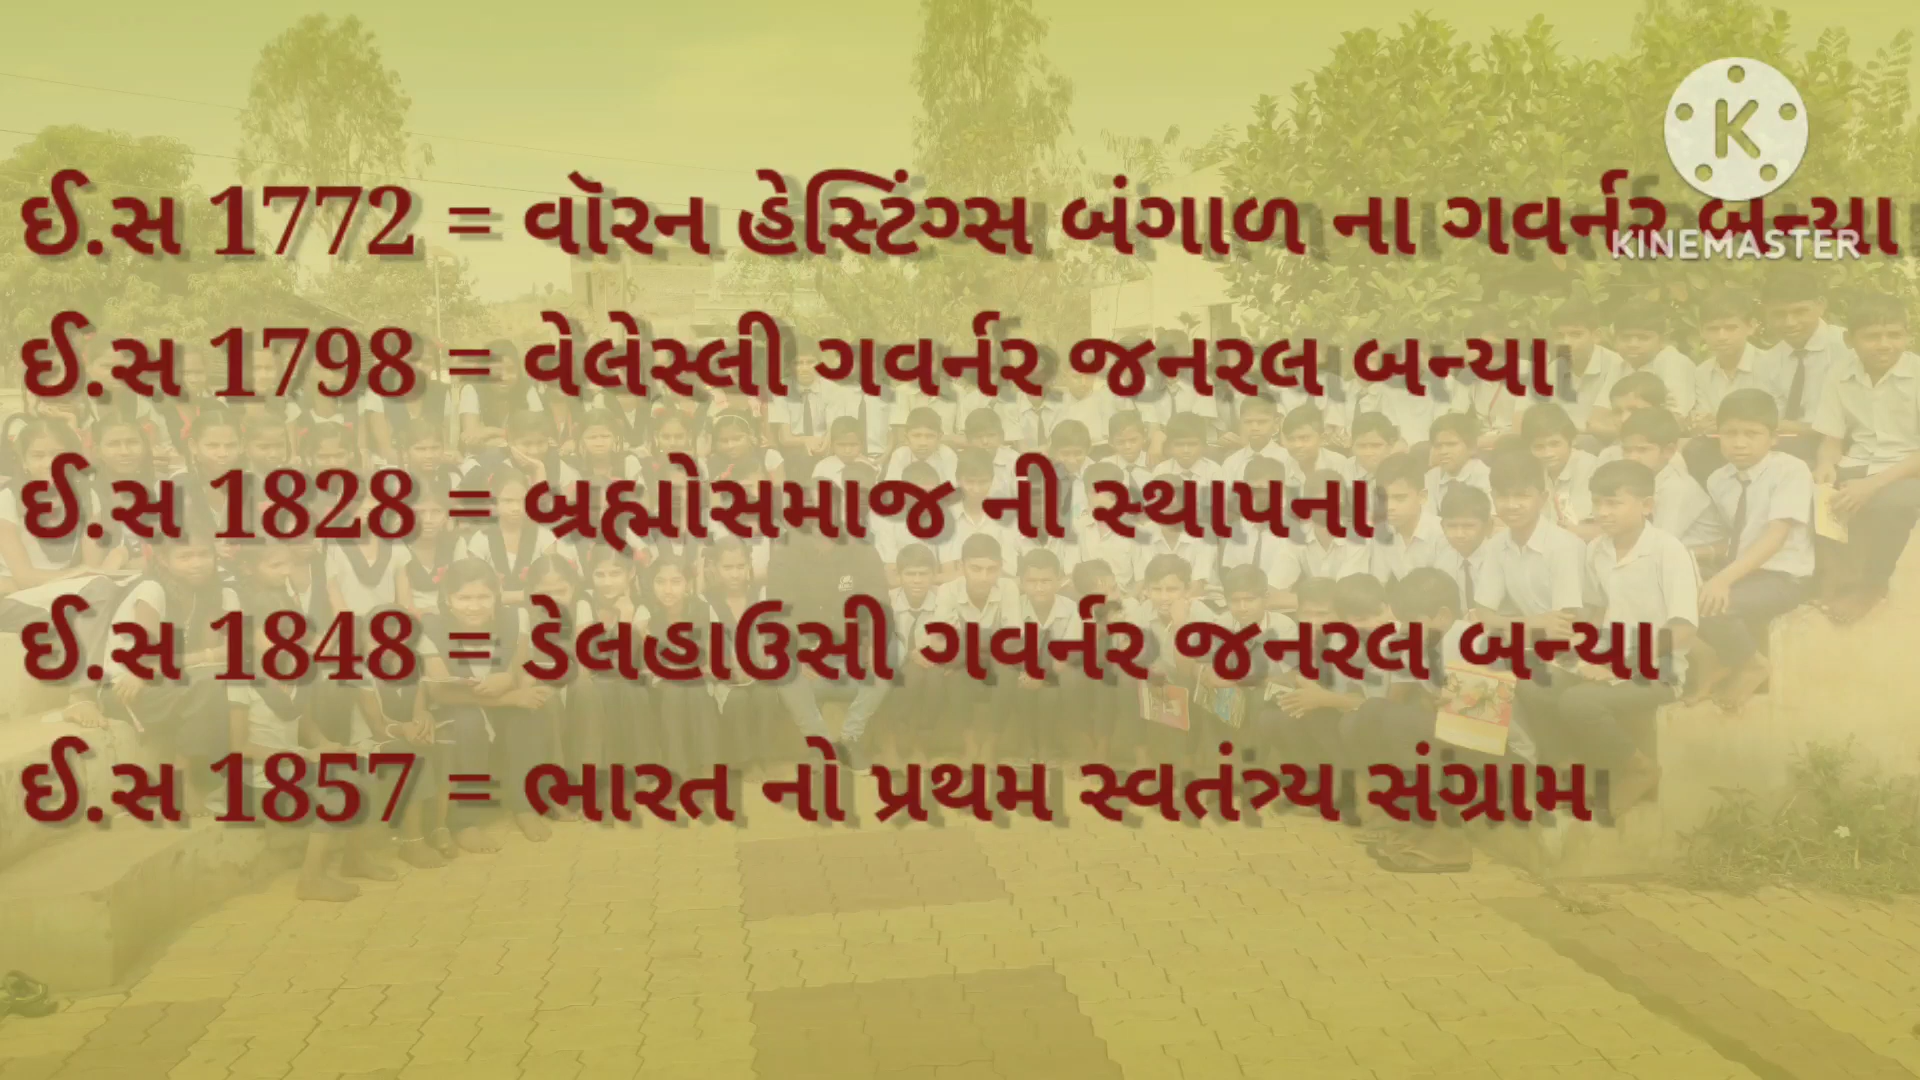 ઈ.સ 1772 = વૉરન હેસ્ટિંગ્સ બંગાળ ના ગવર્નર બન્યા
K
KINEMASTER
ઈ.સ 1798 = વેલેસ્લી ગવર્નર જનરલ બન્યા
ઈ.સ 1828 = બ્રહ્મોસમાજ ની સ્થાપના
ઈ.સ 1848 = ડેલહાઉસી ગવર્નર જનરલ બન્યા
ઈ.સ 1857 = ભારત નો પ્રથમ સ્વતંત્ર્ય સંગ્રામ